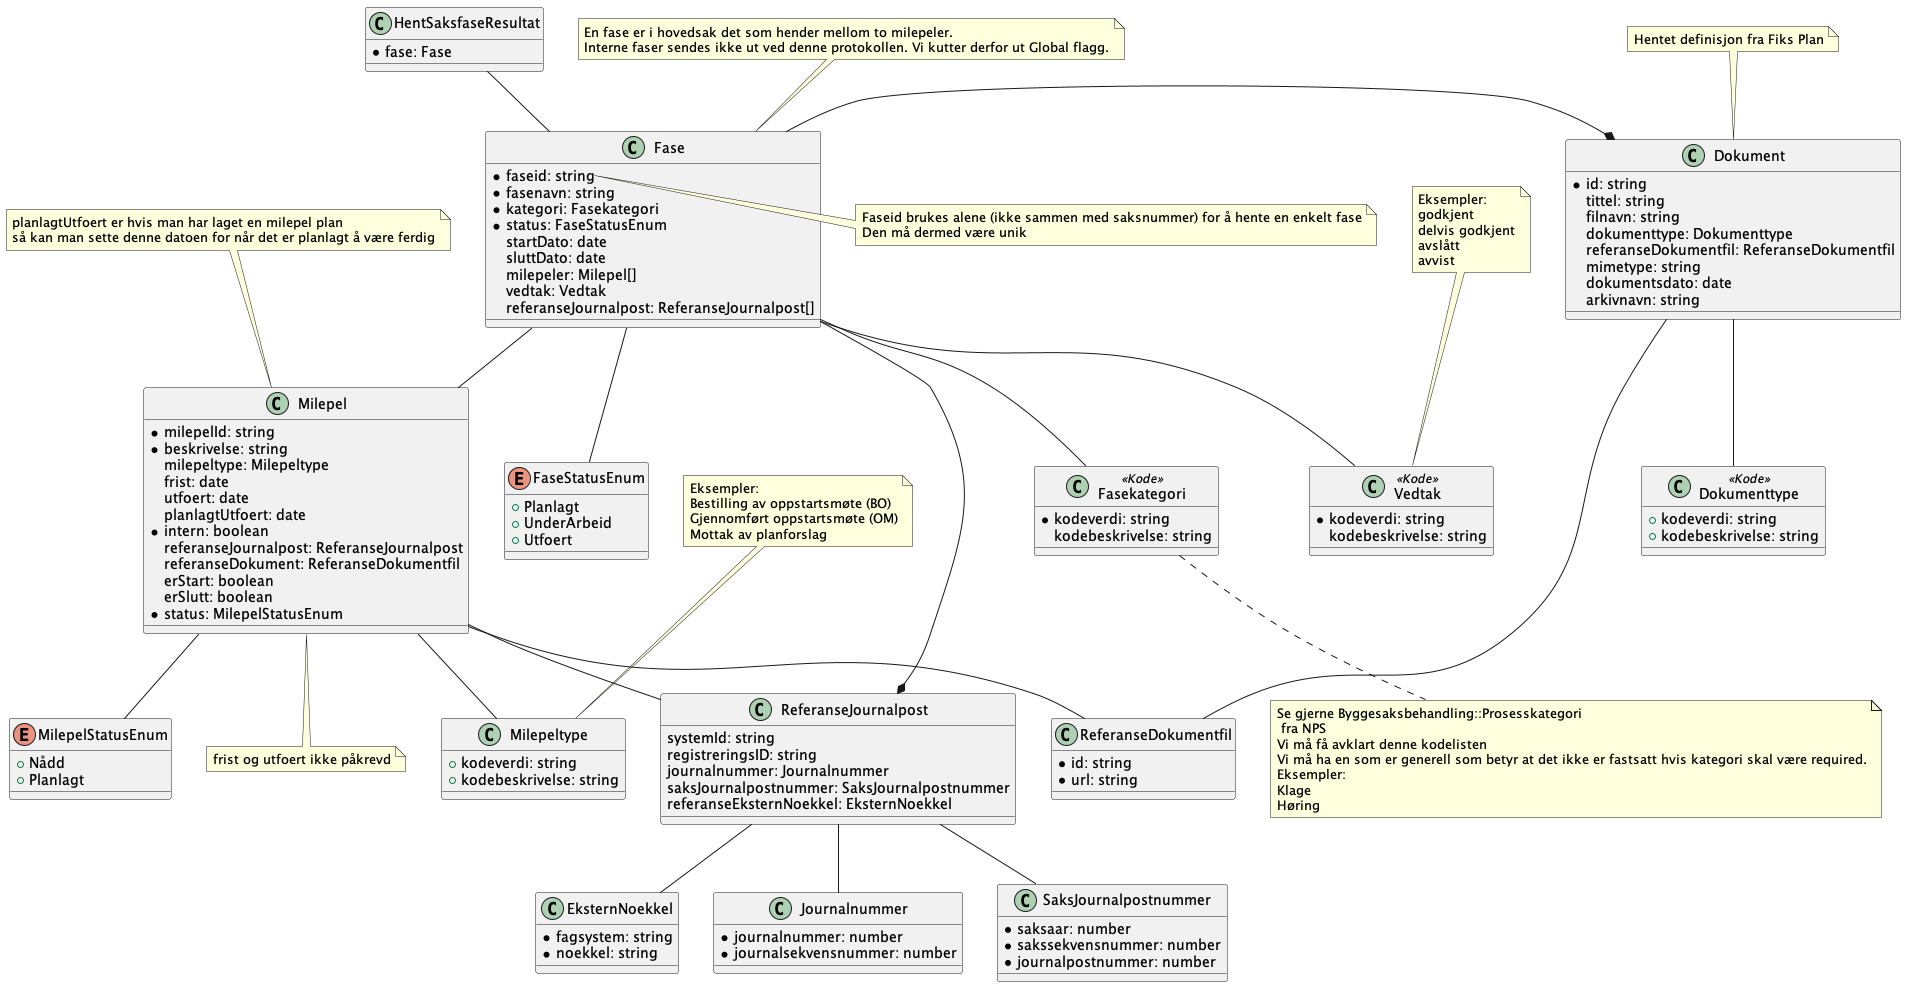 HentSaksfaseResultat
fase: Fase
En fase er i hovedsak det som hender mellom to milepeler.
Interne faser sendes ikke ut ved denne protokollen. Vi kutter derfor ut Global flagg.
Hentet definisjon fra Fiks Plan
Fase
faseid: string
fasenavn: string
kategori: Fasekategori
status: FaseStatusEnum
startDato: date
sluttDato: date
milepeler: Milepel[]
vedtak: Vedtak
referanseJournalpost: ReferanseJournalpost[]
Dokument
id: string
tittel: string
filnavn: string
dokumenttype: Dokumenttype
referanseDokumentfil: ReferanseDokumentfil
mimetype: string
dokumentsdato: date
arkivnavn: string
planlagtUtfoert er hvis man har laget en milepel plan
så kan man sette denne datoen for når det er planlagt å være ferdig
Faseid brukes alene (ikke sammen med saksnummer) for å hente en enkelt fase
Den må dermed være unik
Eksempler:
godkjent
delvis godkjent
avslått
avvist
Milepel
milepelId: string
beskrivelse: string
milepeltype: Milepeltype
frist: date
utfoert: date
planlagtUtfoert: date
intern: boolean
referanseJournalpost: ReferanseJournalpost
referanseDokument: ReferanseDokumentfil
erStart: boolean
erSlutt: boolean
status: MilepelStatusEnum
FaseStatusEnum
Planlagt
UnderArbeid
Utfoert
Eksempler:
Bestilling av oppstartsmøte (BO)
Gjennomført oppstartsmøte (OM)
Mottak av planforslag
«Kode»
Fasekategori
kodeverdi: string
kodebeskrivelse: string
«Kode»
Vedtak
kodeverdi: string
kodebeskrivelse: string
«Kode»
Dokumenttype
kodeverdi: string
kodebeskrivelse: string
MilepelStatusEnum
Nådd
Planlagt
frist og utfoert ikke påkrevd
Milepeltype
kodeverdi: string
kodebeskrivelse: string
ReferanseJournalpost
systemId: string
registreringsID: string
journalnummer: Journalnummer
saksJournalpostnummer: SaksJournalpostnummer
referanseEksternNoekkel: EksternNoekkel
ReferanseDokumentfil
id: string
url: string
Se gjerne Byggesaksbehandling::Prosesskategori
fra NPS
Vi må få avklart denne kodelisten
Vi må ha en som er generell som betyr at det ikke er fastsatt hvis kategori skal være required.
Eksempler:
Klage
Høring
EksternNoekkel
fagsystem: string
noekkel: string
Journalnummer
journalnummer: number
journalsekvensnummer: number
SaksJournalpostnummer
saksaar: number
sakssekvensnummer: number
journalpostnummer: number